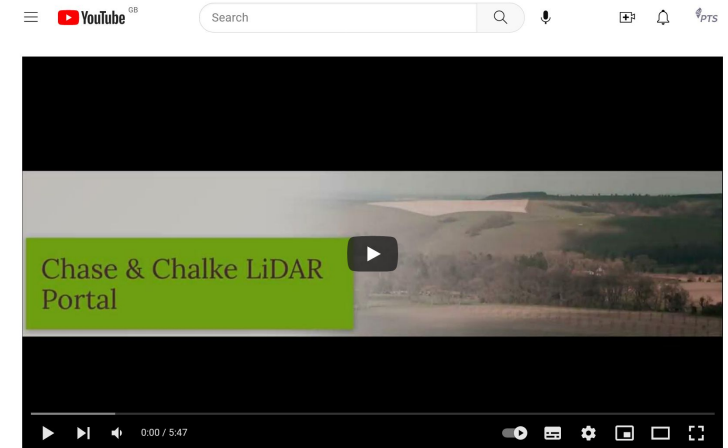 YouTube GB
Search
PTS
Chase & Chalke LiDAR
Portal
0:00 / 5:47